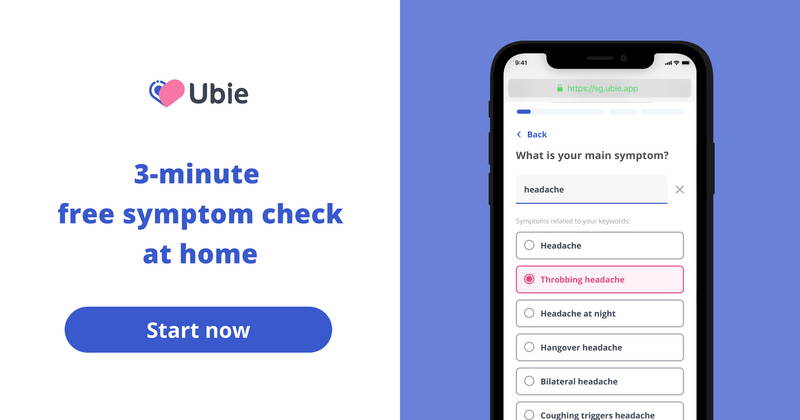 Ubie
3-minute
free symptom check
at home
Start now
9:41
https://sg.ubie.app
Back
What is your main symptom?
headache
Symptoms related to your keywords:
Headache
Throbbing headache
Headache at night
Hangover headache
Bilateral headache
Coughing triggers headache